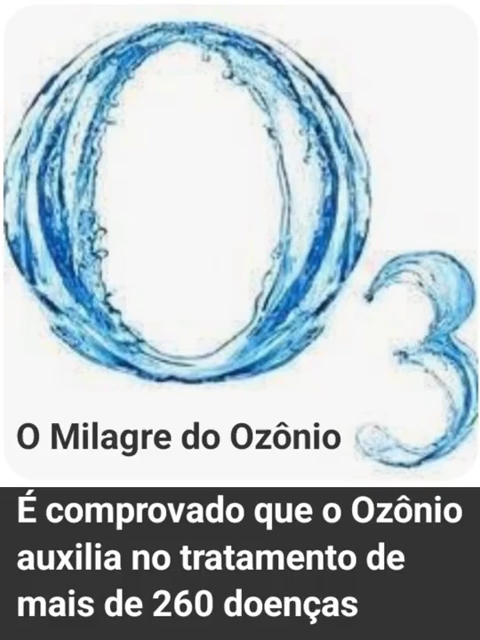 O3
O Milagre do Ozônio
É comprovado que o Ozônio
auxilia no tratamento de
mais de 260 doenças